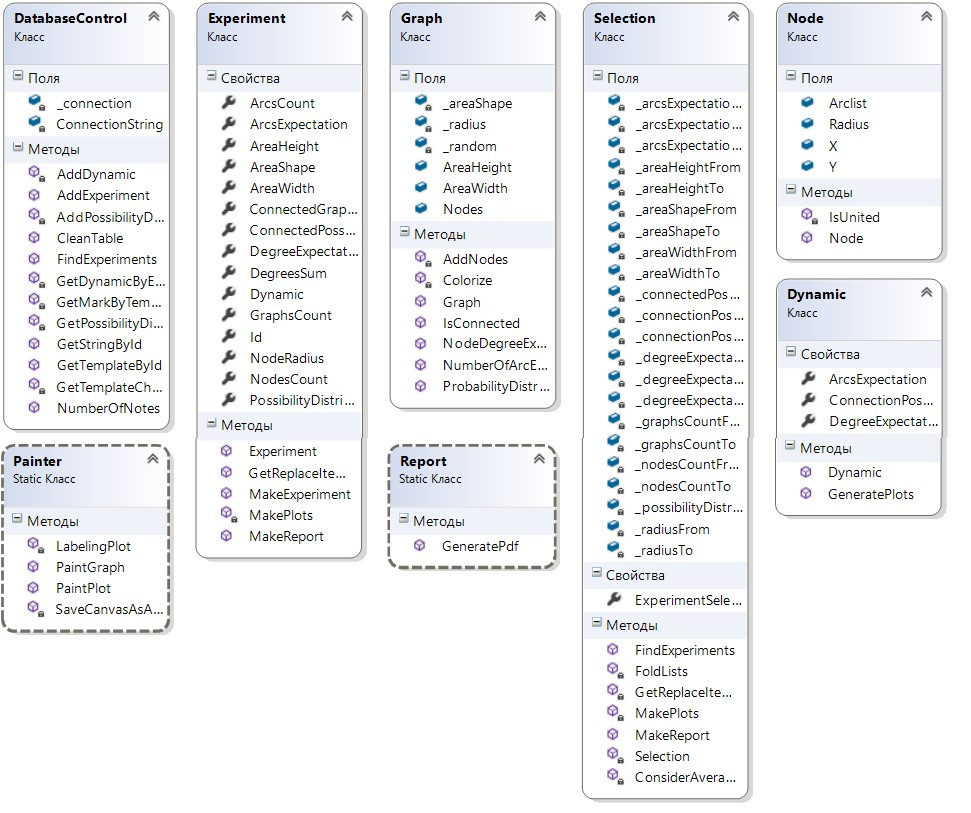 DatabaseControl
Класс
Поля
_connection
ConnectionString
Методы
AddDynamic
AddExperiment
AddPossibilityD...
CleanTable
FindExperiments
GetDynamicByE...
GetMarkByTem...
GetPossibilityDi...
GetStringById
GetTemplateById
GetTemplateCh...
NumberOfNotes
Painter
Static Класс
Методы
LabelingPlot
PaintGraph
PaintPlot
SaveCanvasAsA...
Experiment
Класс
Свойства
ArcsCount
ArcsExpectation
AreaHeight
AreaShape
AreaWidth
ConnectedGrap...
ConnectedPoss...
DegreeExpectat...
DegreesSum
Dynamic
GraphsCount
Id
NodeRadius
NodesCount
PossibilityDistri...
Методы
Experiment
GetReplaceIte...
MakeExperiment
MakePlots
MakeReport
Graph
Класс
Поля
_areaShape
_radius
_random
AreaHeight
AreaWidth
Nodes
Методы
AddNodes
Colorize
Graph
IsConnected
NodeDegreeEx...
NumberOfArcE...
ProbabilityDistr...
Report
Static Класс
Методы
GeneratePdf
Selection
Класс
Поля
_arcsExpectatio...
_arcsExpectatio...
_arcsExpectatio...
_areaHeightFrom
_areaHeightTo
_areaShapeFrom
_areaShapeTo
_areaWidthFrom
_areaWidthTo
_connectedPos...
_connectionPos...
_connectionPos...
_degreeExpecta...
_degreeExpecta...
_degreeExpecta...
_graphsCountF...
_graphsCountTo
_nodesCountFr...
_nodesCountTo
_possibilityDistr...
_radiusFrom
_radiusTo
Свойства
ExperimentSele...
Методы
FindExperiments
FoldLists
GetReplaceIte...
MakePlots
MakeReport
Selection
ConsiderAvera...
Node
Класс
Поля
Arclist
Radius
X
Y
Методы
IsUnited
Node
Dynamic
Класс
Свойства
ArcsExpectation
ConnectionPos...
DegreeExpectat...
Методы
Dynamic
GeneratePlots